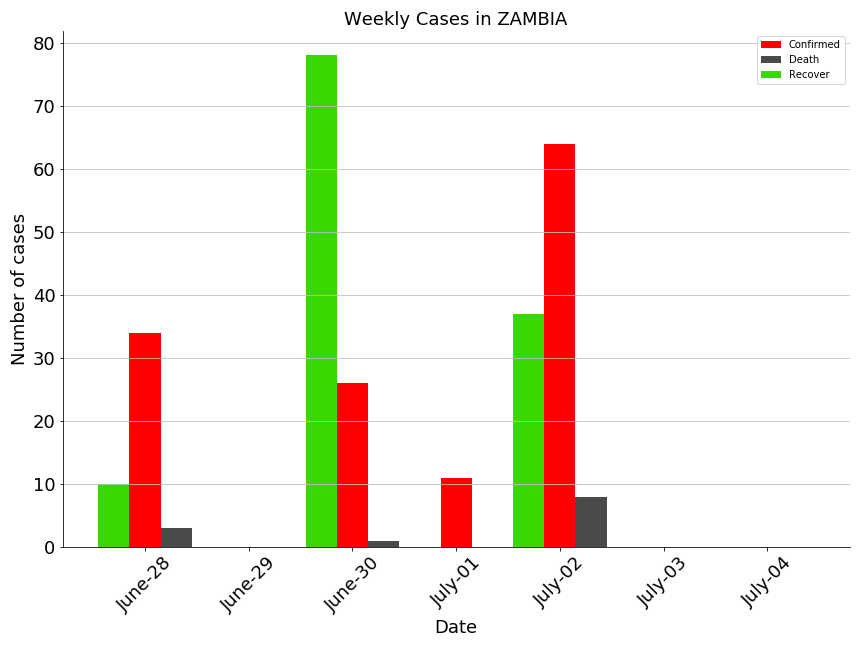 Weekly Cases in ZAMBIA
Confirmed
Death
Recover
Number of cases
80
70
60
50
40
30
20
10
0
June-28
June-29
June-30
July-01
July-02
July-03
July-04
Date